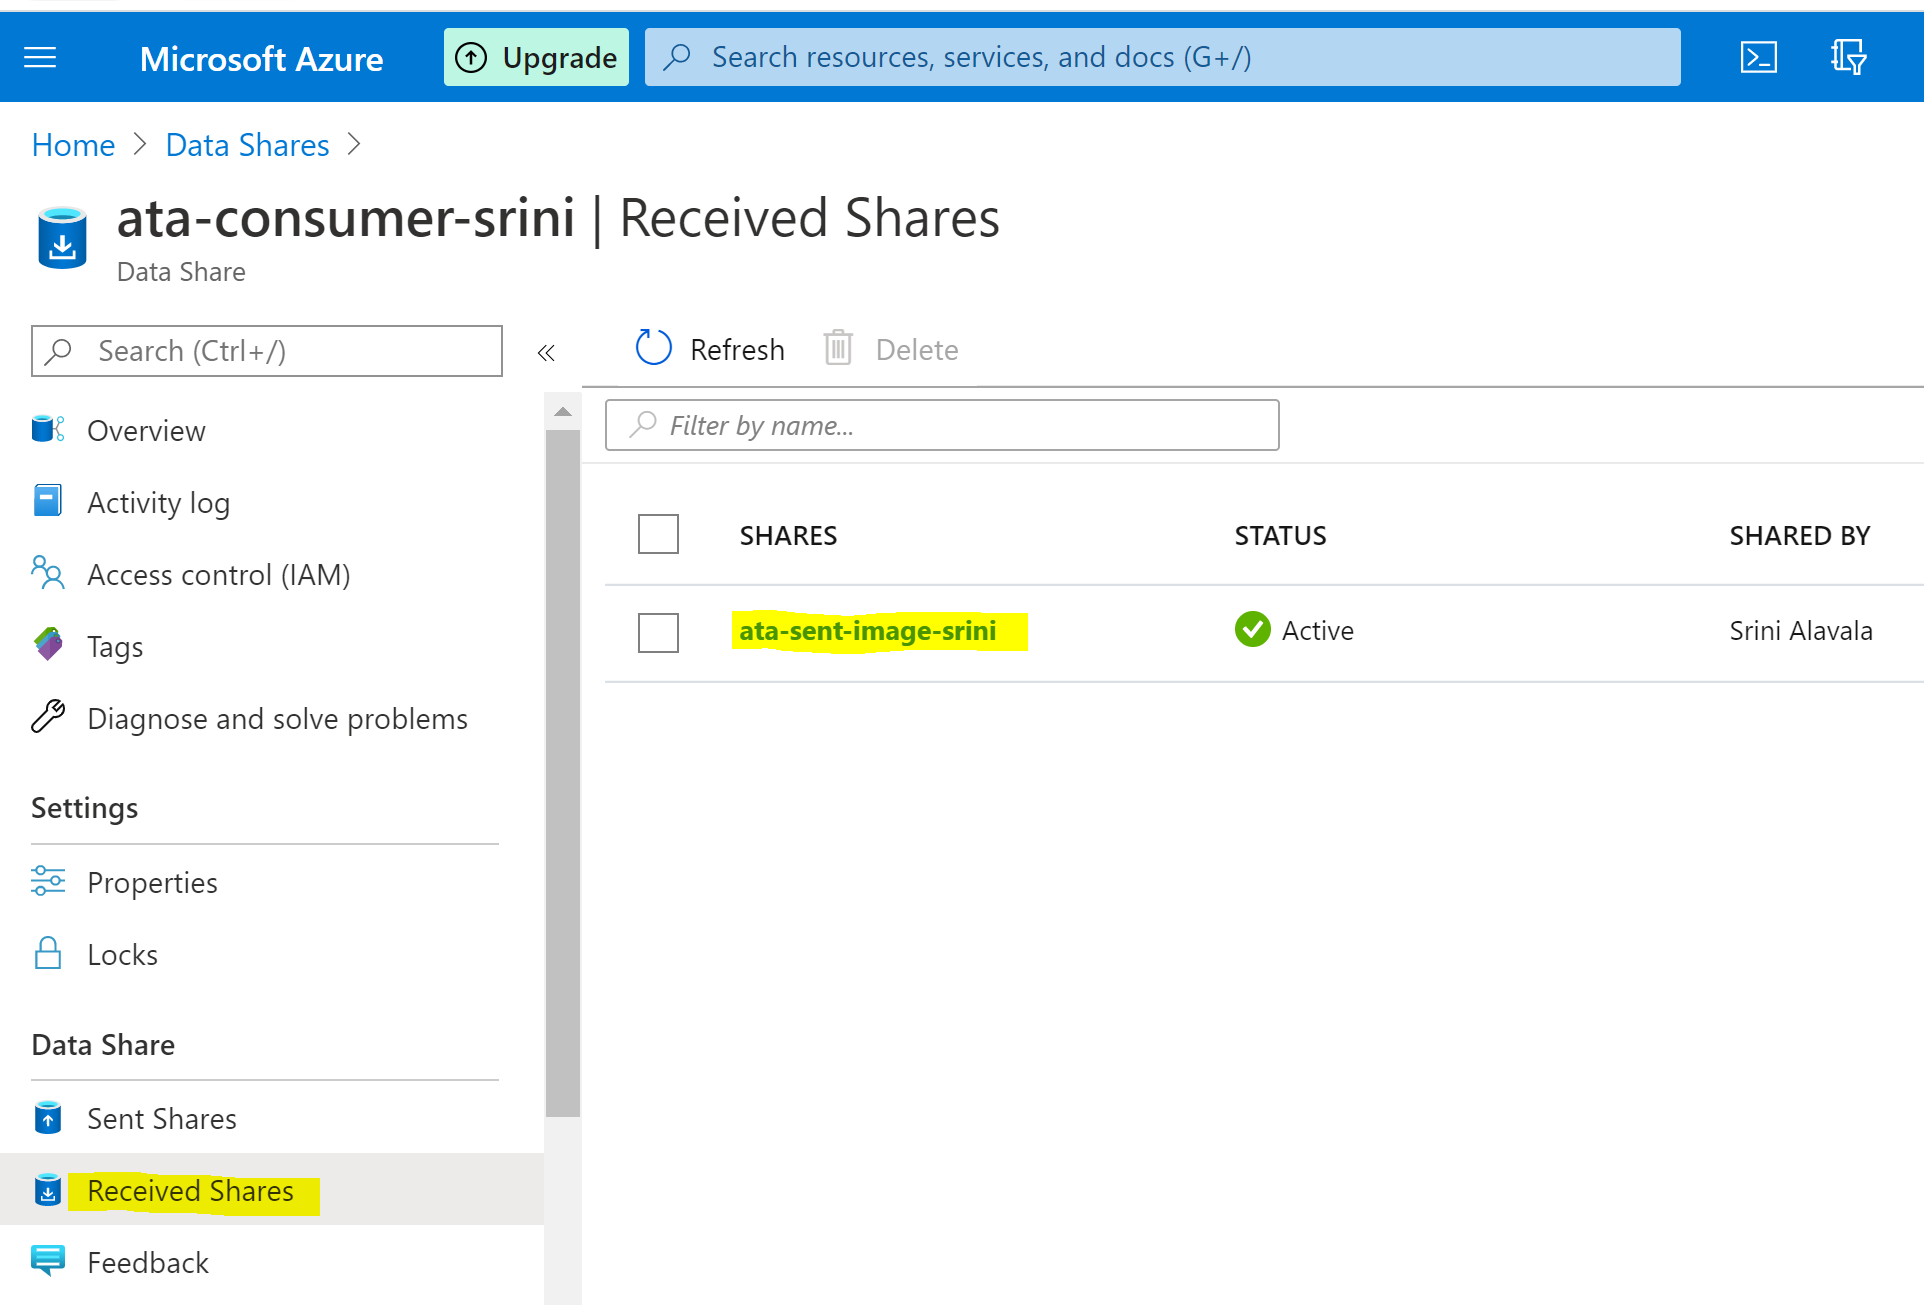 Microsoft Azure
Upgrade
Search resources, services, and docs (G+/)
Home
Data Shares
ata-consumer-srini | Received Shares
Data Share
Search (Ctrl+/)
Refresh
Delete
Filter by name...
Overview
Activity log
Access control (IAM)
Tags
Diagnose and solve problems
Settings
Properties
Locks
Data Share
Sent Shares
Received Shares
Feedback
SHARES STATUS SHARED BY
ata-sent-image-srini Active Srini Alavala